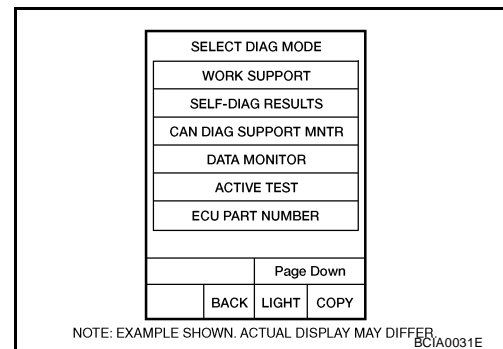 SELECT DIAG MODE
WORK SUPPORT
SELF-DIAG RESULTS
CAN DIAG SUPPORT MNTR
DATA MONITOR
ACTIVE TEST
ECU PART NUMBER
Page Down
BACK LIGHT COPY
NOTE: EXAMPLE SHOWN. ACTUAL DISPLAY MAY DIFFER.
BCIA0031E